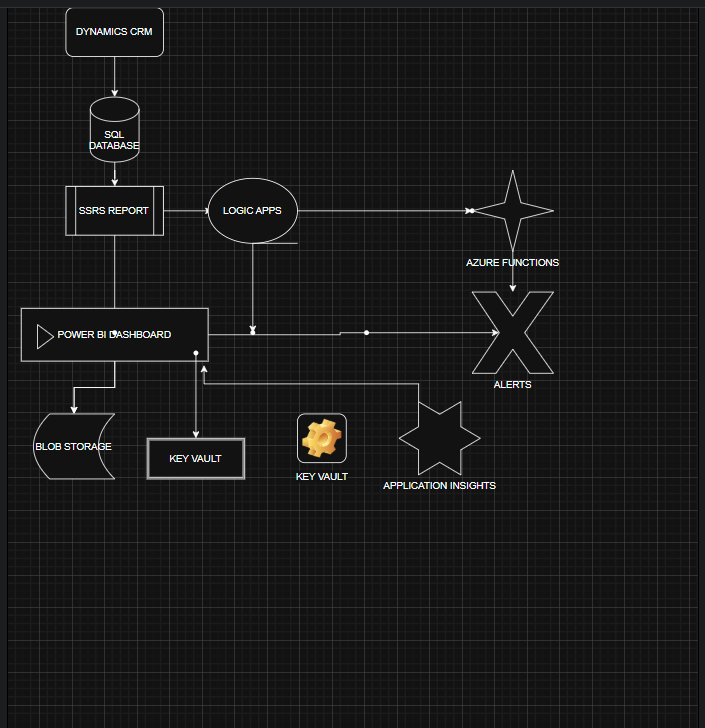 DYNAMICS CRM
SQL
DATABASE
SSRS REPORT
LOGIC APPS
AZURE FUNCTIONS
POWER BI DASHBOARD
ALERTS
BLOB STORAGE
KEY VAULT
KEY VAULT
APPLICATION INSIGHTS